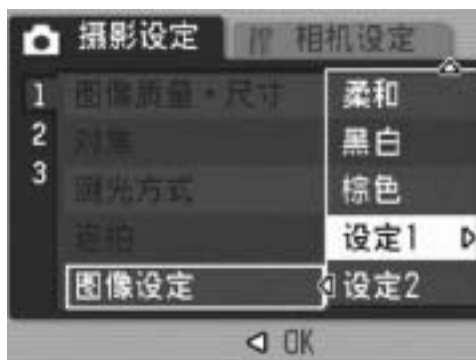 摄影设定 相机设定
1 图像质量・尺寸 柔和
2 对焦 黑白
3 测光方式 棕色
连拍 设定1
图像设定 设定2
OK